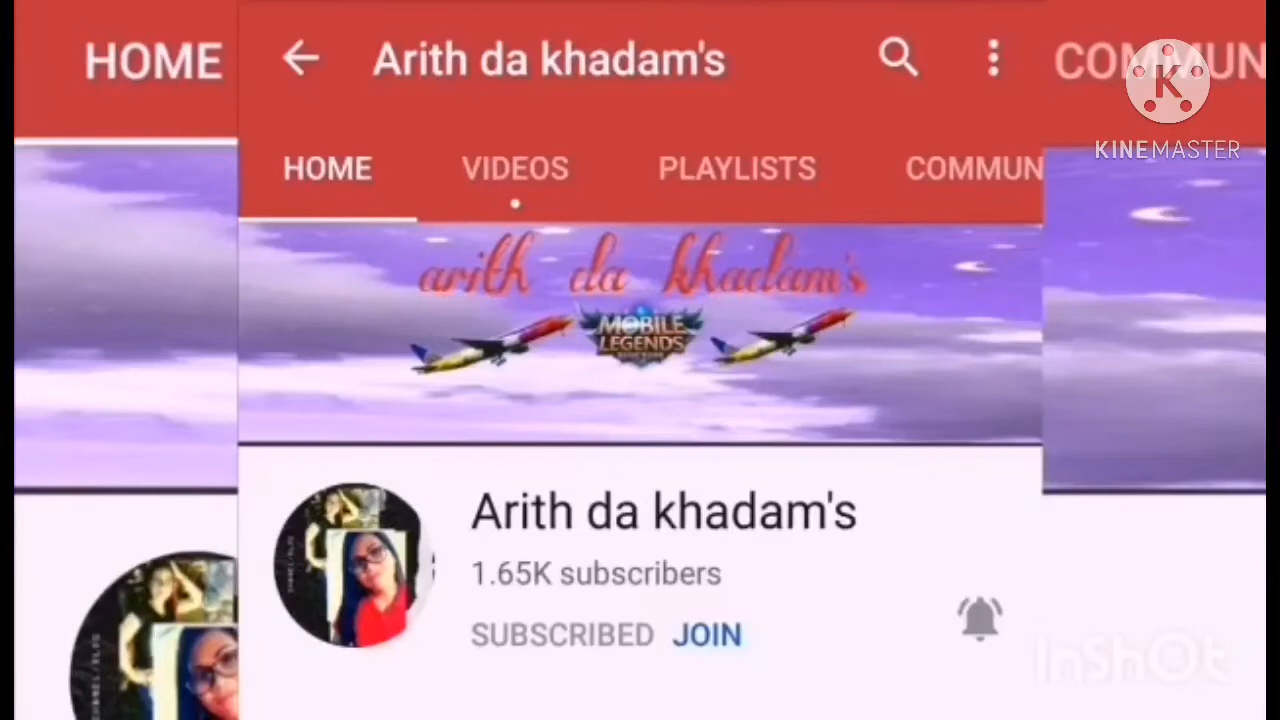 HOME
Arith da khadam's
COMMUN
KINEMASTER
HOME VIDEOS PLAYLISTS COMMUN
arith da khadam's
MOBILE
LEGENDS
Arith da khadam's
1.65K subscribers
SUBSCRIBED JOIN
InShOt